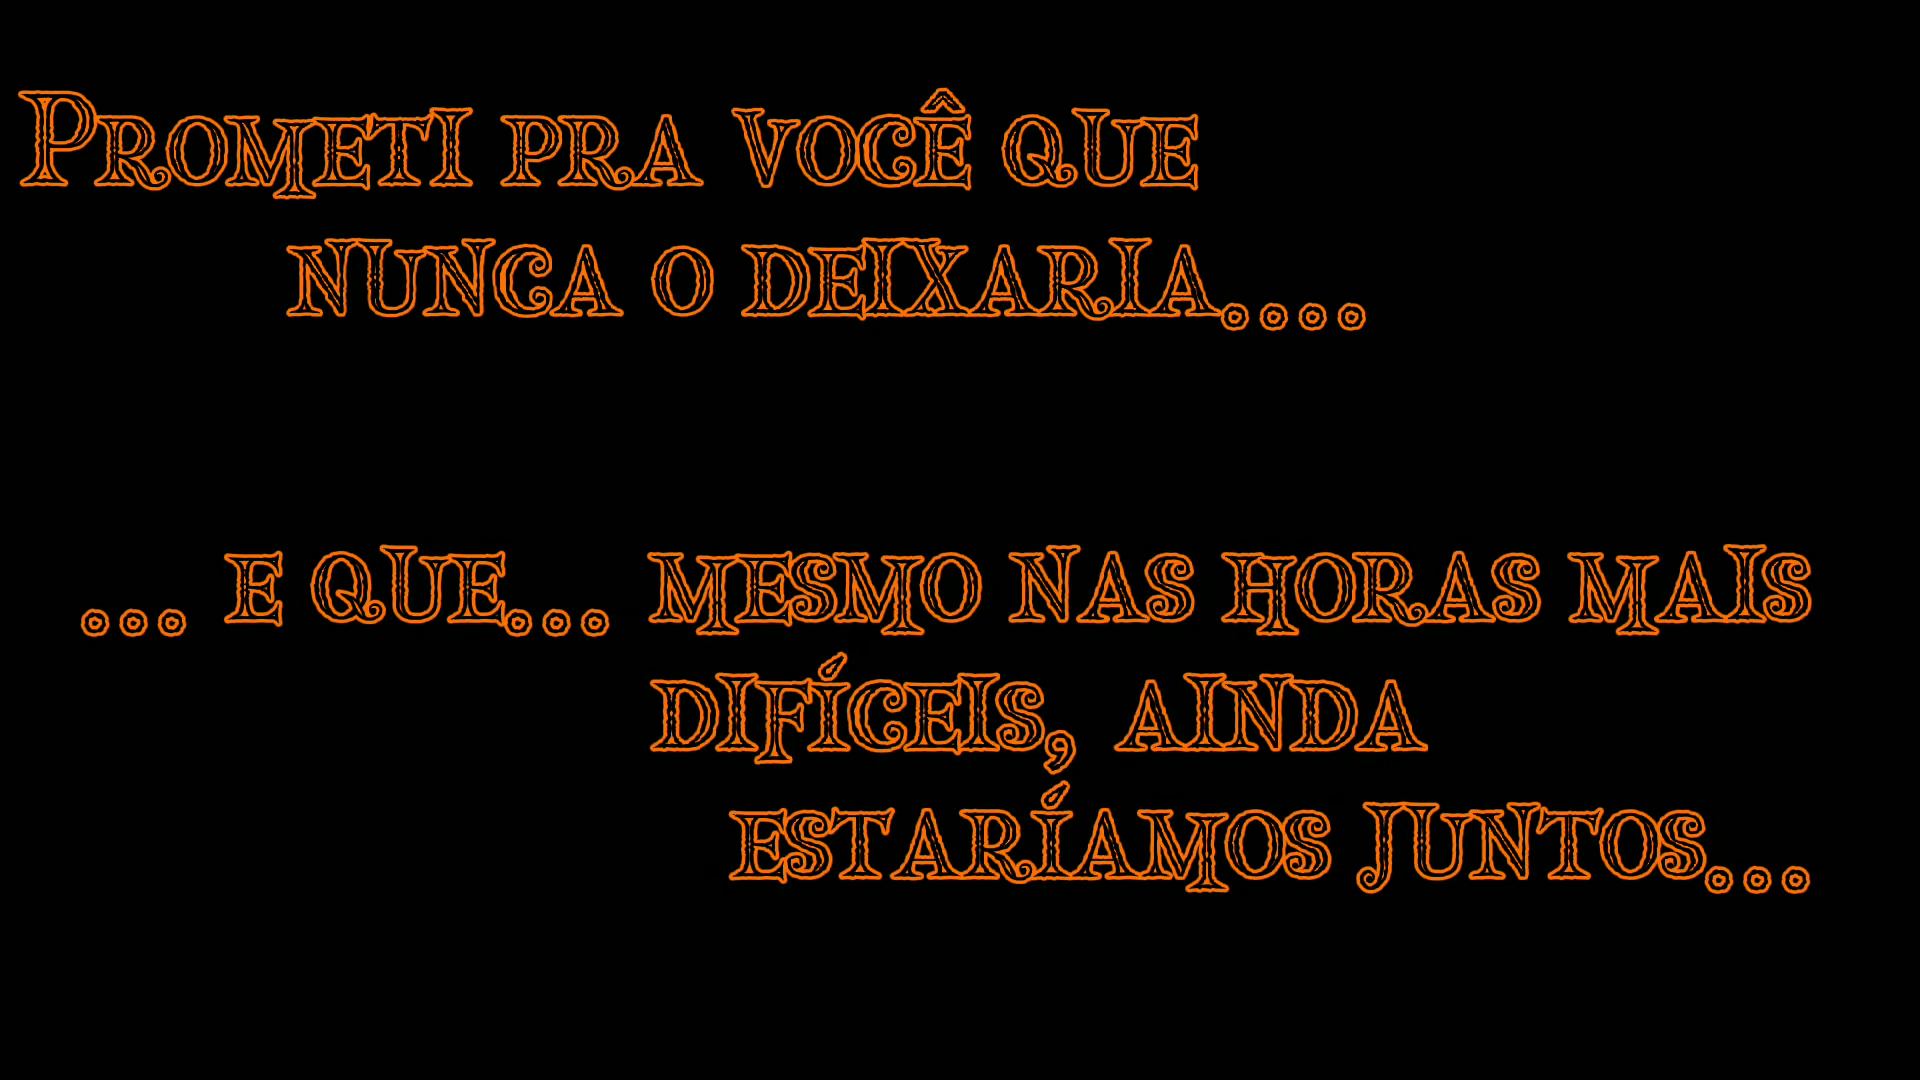 Prometi pra você que
nunca o deixaria....
... e que... mesmo nas horas mais
difíceis, ainda
estaríamos juntos...